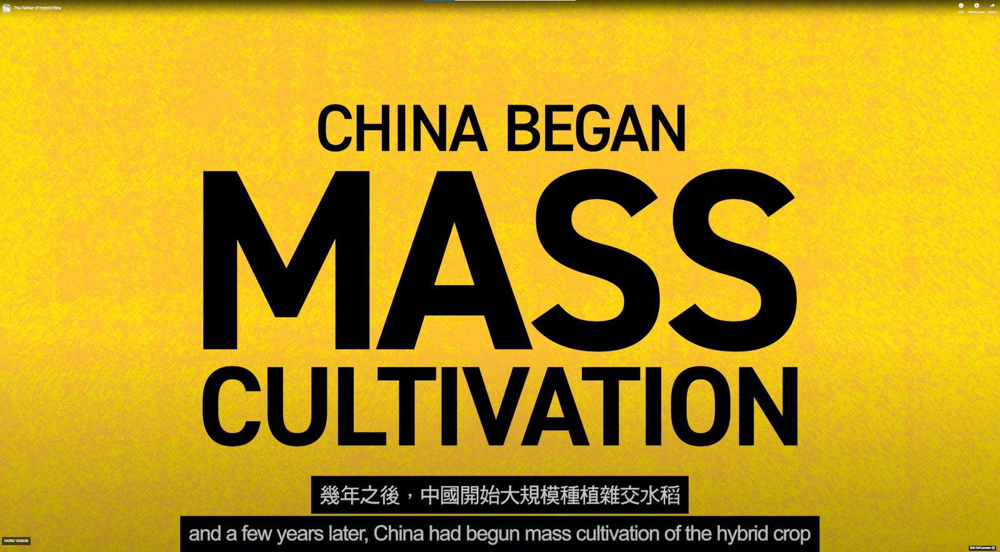 The Father of Hybrid Rice
Info
Watch Later
Share
CHINA BEGAN
MASS
CULTIVATION
幾年之後，中國開始大規模種植雜交水稻
and a few years later, China had begun mass cultivation of the hybrid crop
MORE VIDEOS
Exit full screen (f)